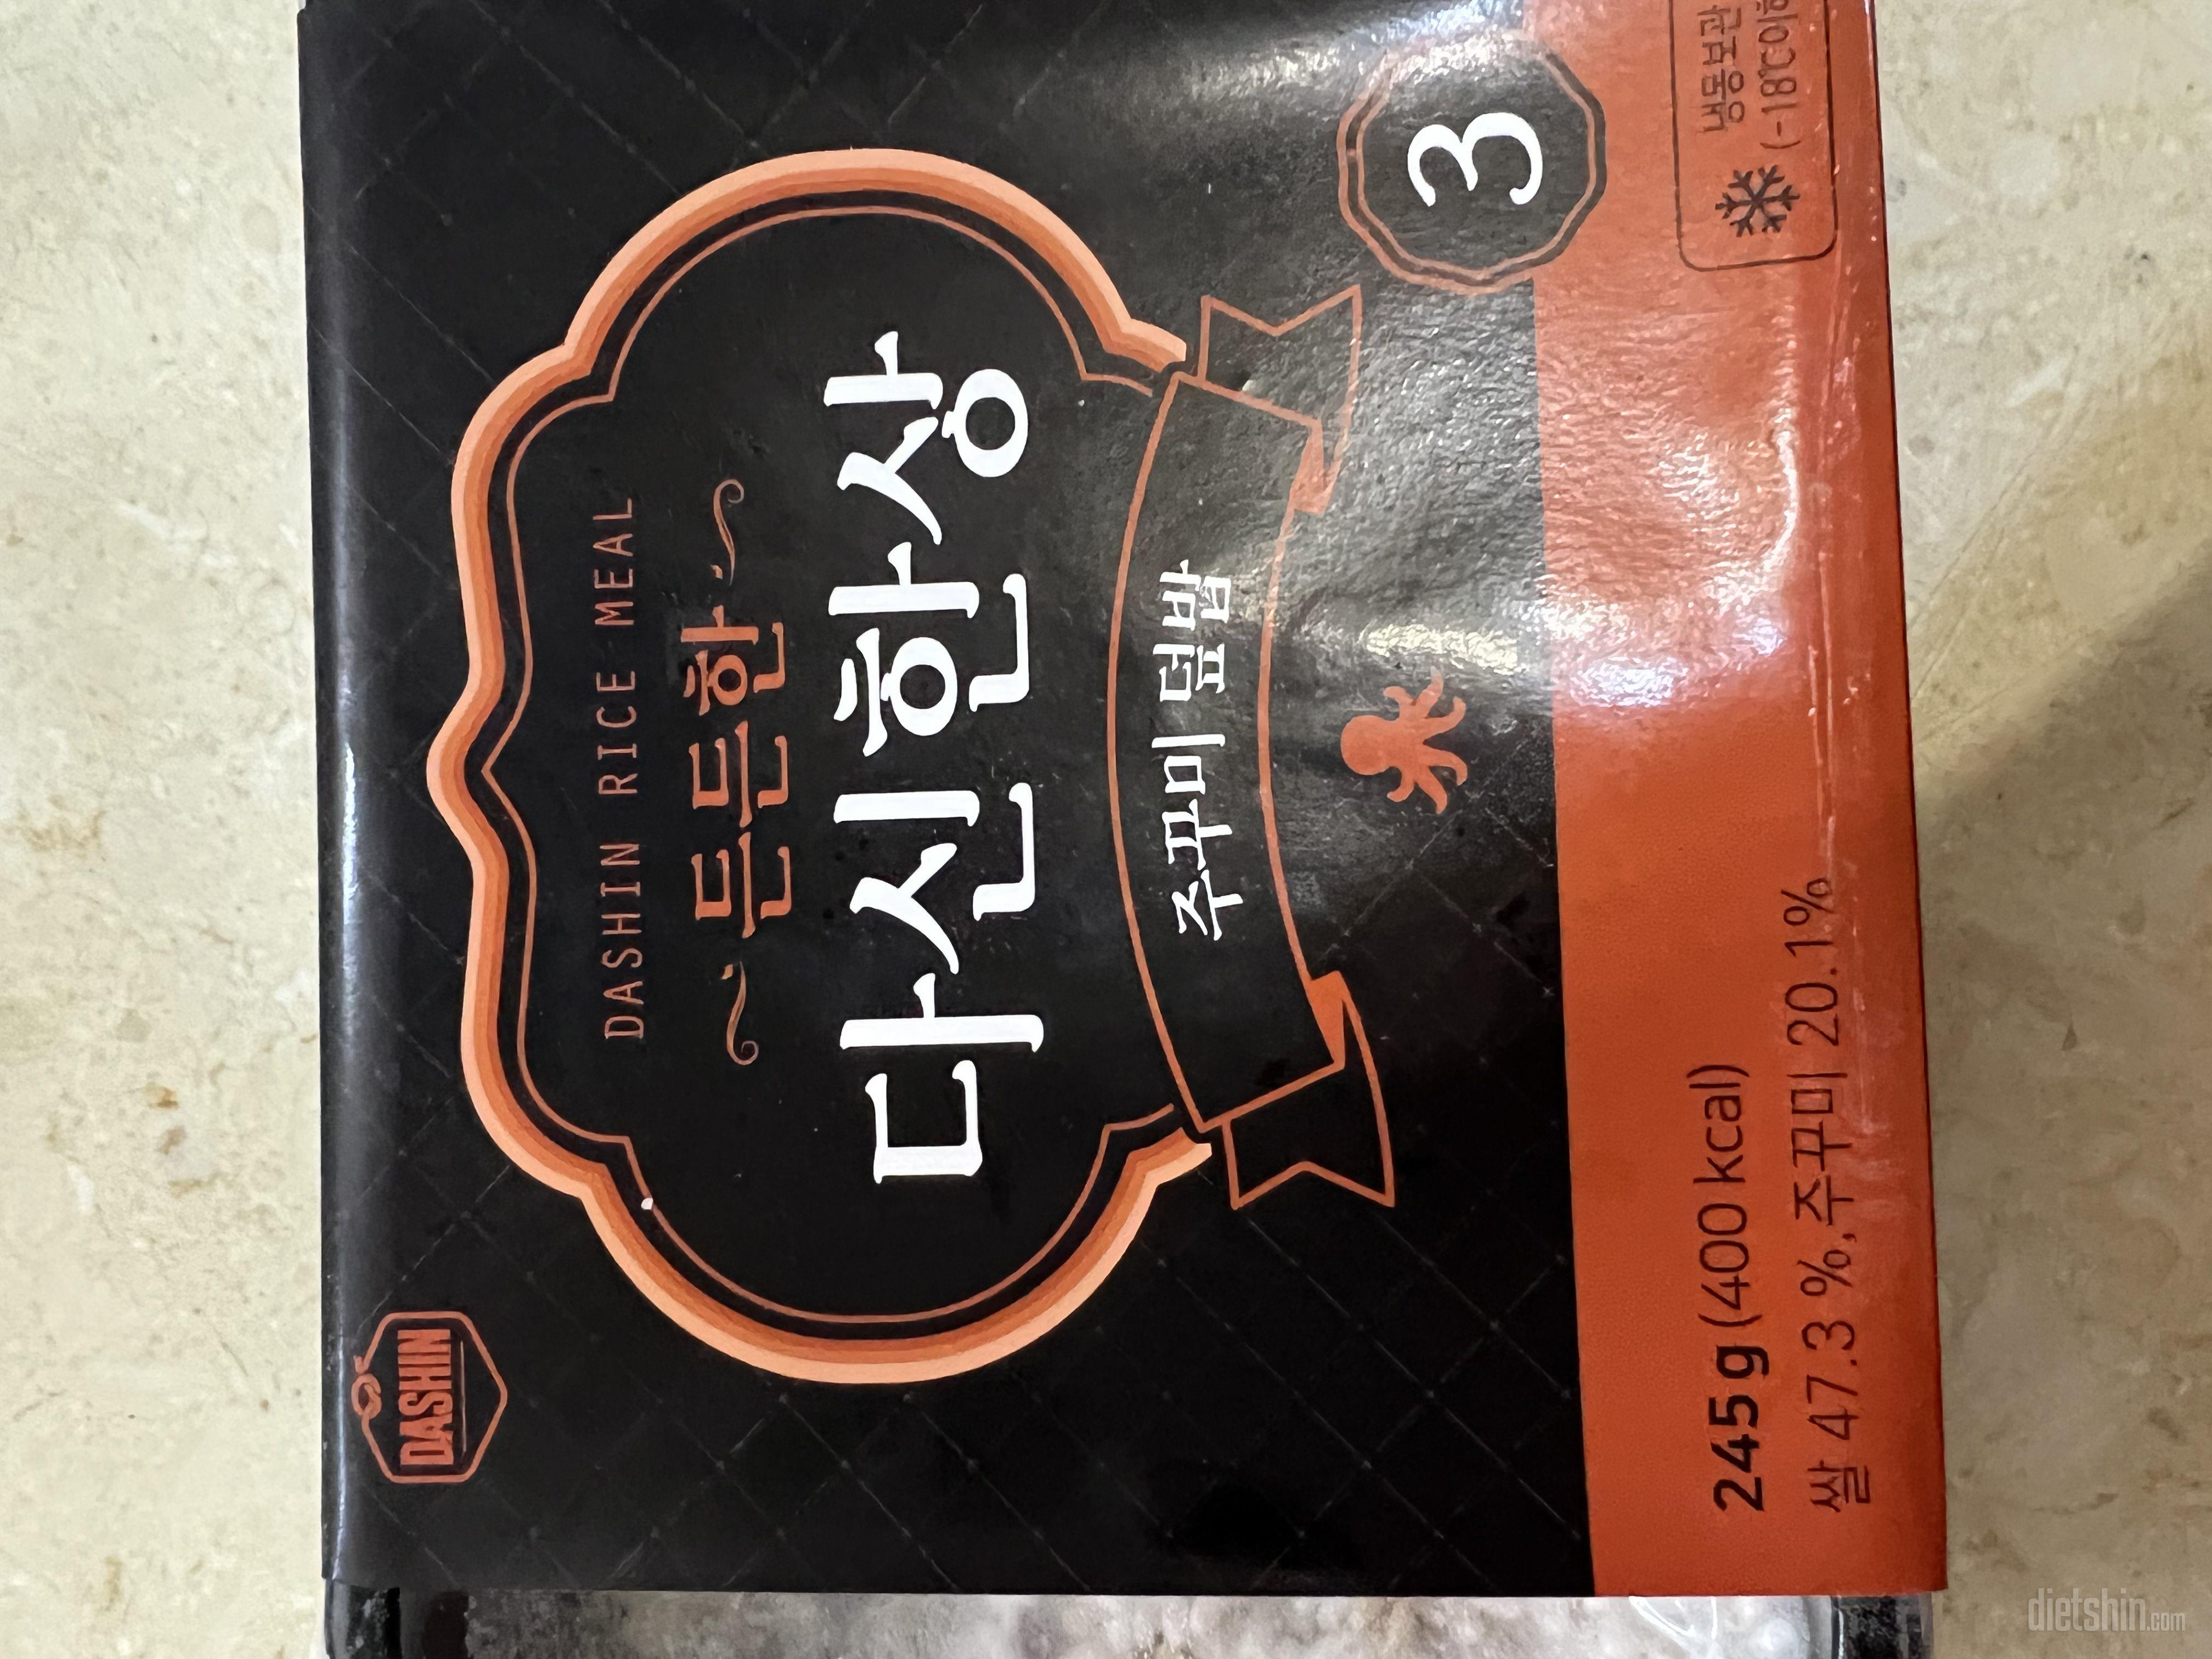 DASHIN
DASHIN RICE MEAL
든든한
다신한상
주꾸미 덮밥
3
245g (400 kcal)
쌀 47.3 %, 주꾸미 20.1%
냉동보관
(-18℃이하
dietshin.com